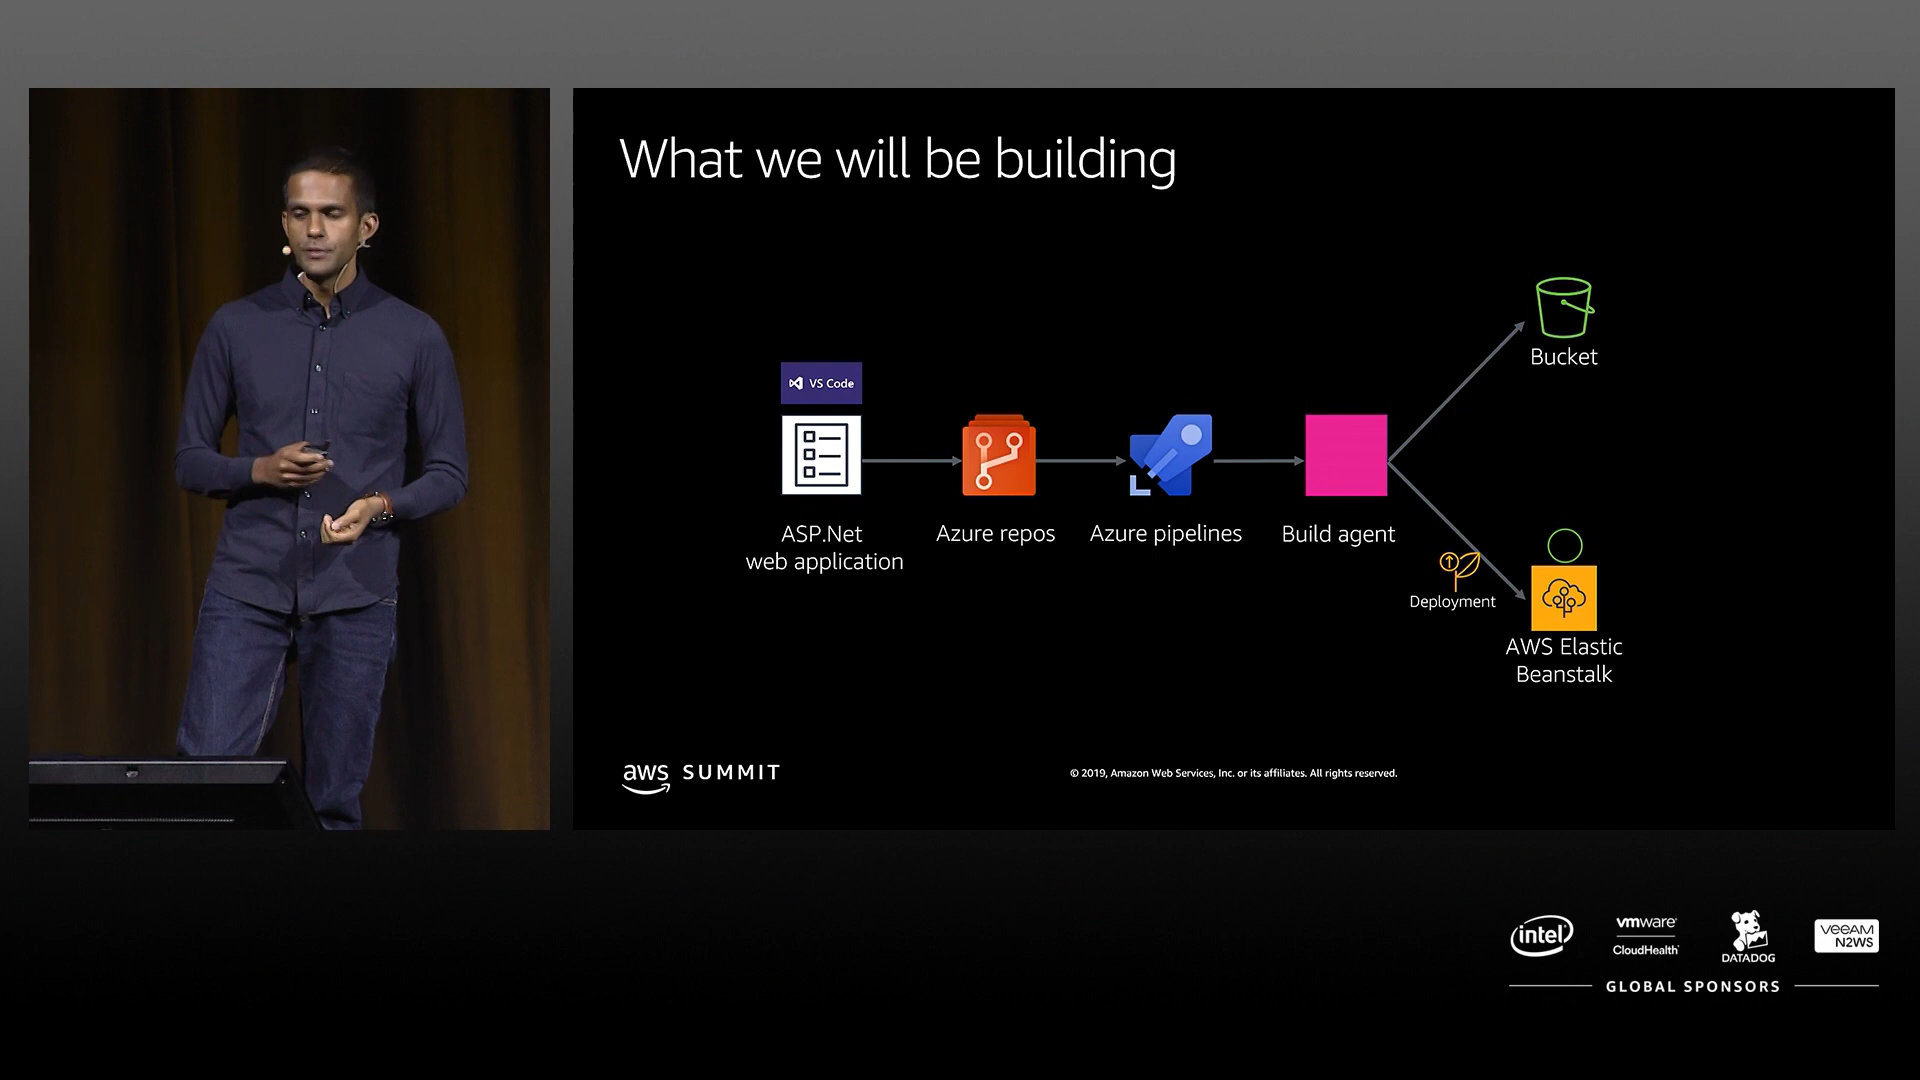 What we will be building
VS Code
ASP.Net
web application
Azure repos
Azure pipelines
Build agent
Bucket
Deployment
AWS Elastic
Beanstalk
aws SUMMIT
© 2019, Amazon Web Services, Inc. or its affiliates. All rights reserved.
intel
vmware
CloudHealth
DATADOG
VEEAM
N2WS
GLOBAL SPONSORS